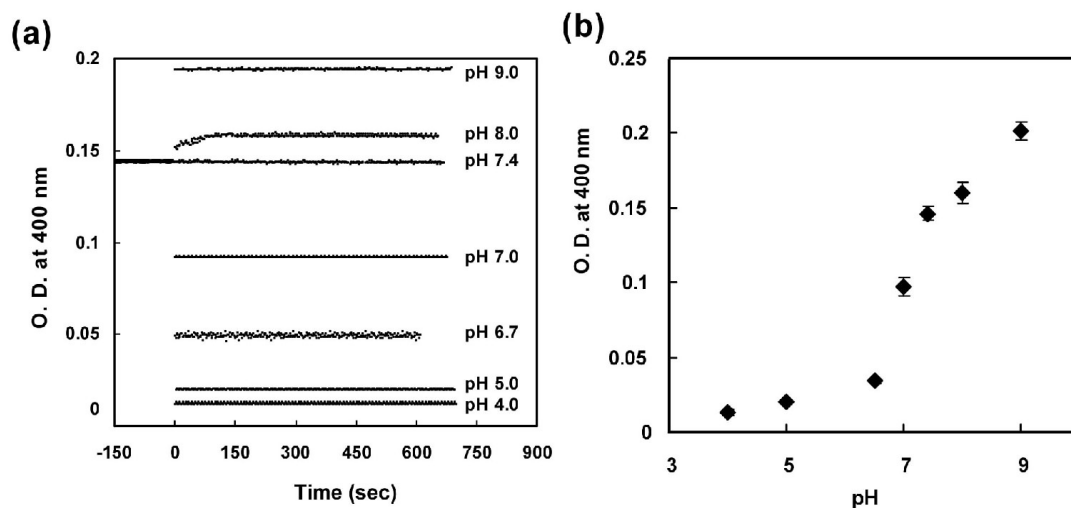 (a)
0.2
0.15
0.1
0.05
0
O. D. at 400 nm
pH 9.0
pH 8.0
pH 7.4
pH 7.0
pH 6.7
pH 5.0
pH 4.0
-150 0 150 300 450 600 750 900
Time (sec)
(b)
0.25
0.2
0.15
0.1
0.05
0
O. D. at 400 nm
3 5 7 9
pH